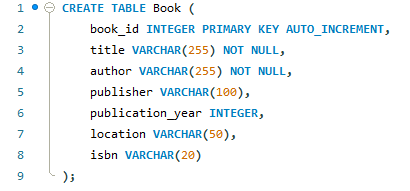 1 CREATE TABLE Book (
2 book_id INTEGER PRIMARY KEY AUTO_INCREMENT,
3 title VARCHAR(255) NOT NULL,
4 author VARCHAR(255) NOT NULL,
5 publisher VARCHAR(100),
6 publication_year INTEGER,
7 location VARCHAR(50),
8 isbn VARCHAR(20)
9 );